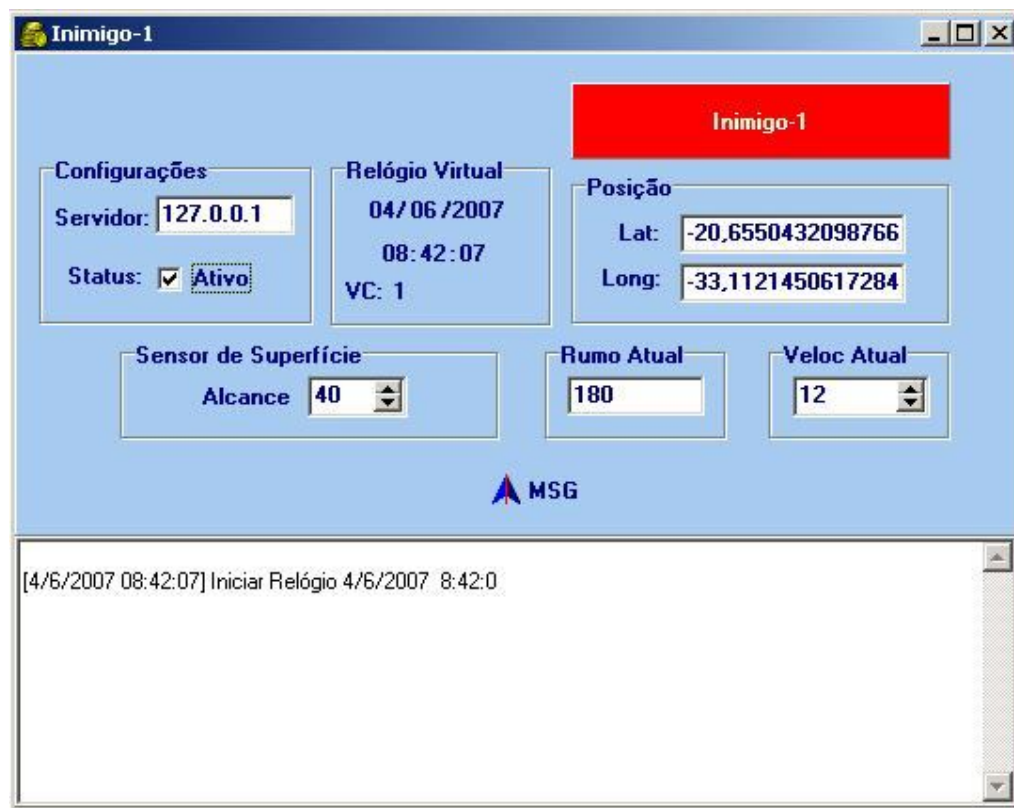 Inimigo-1
Inimigo-1
Configurações
Servidor: 127.0.0.1
Status: Ativo
Relógio Virtual
04/06/2007
08:42:07
VC: 1
Posição
Lat: -20,6550432098766
Long: -33,1121450617284
Sensor de Superfície
Alcance 40
Rumo Atual
180
Veloc Atual
12
MSG
[4/6/2007 08:42:07] Iniciar Relógio 4/6/2007 8:42:0